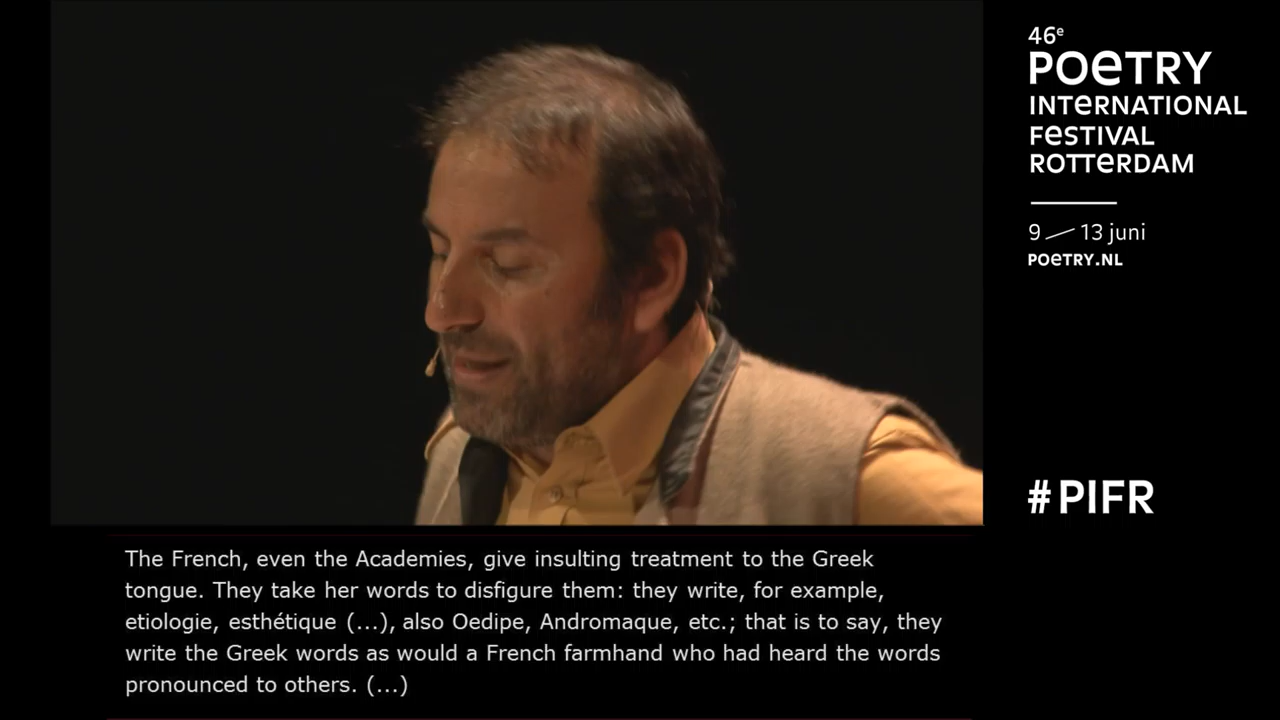 46e
POeTRY
INTeRNATIONAL
FeSTIVAL
ROTTeRDAM
9 — 13 juni
POeTRY.NL
#PIFR
The French, even the Academies, give insulting treatment to the Greek
tongue. They take her words to disfigure them: they write, for example,
etiologie, esthétique (...), also Oedipe, Andromaque, etc.; that is to say, they
write the Greek words as would a French farmhand who had heard the words
pronounced to others. (...)